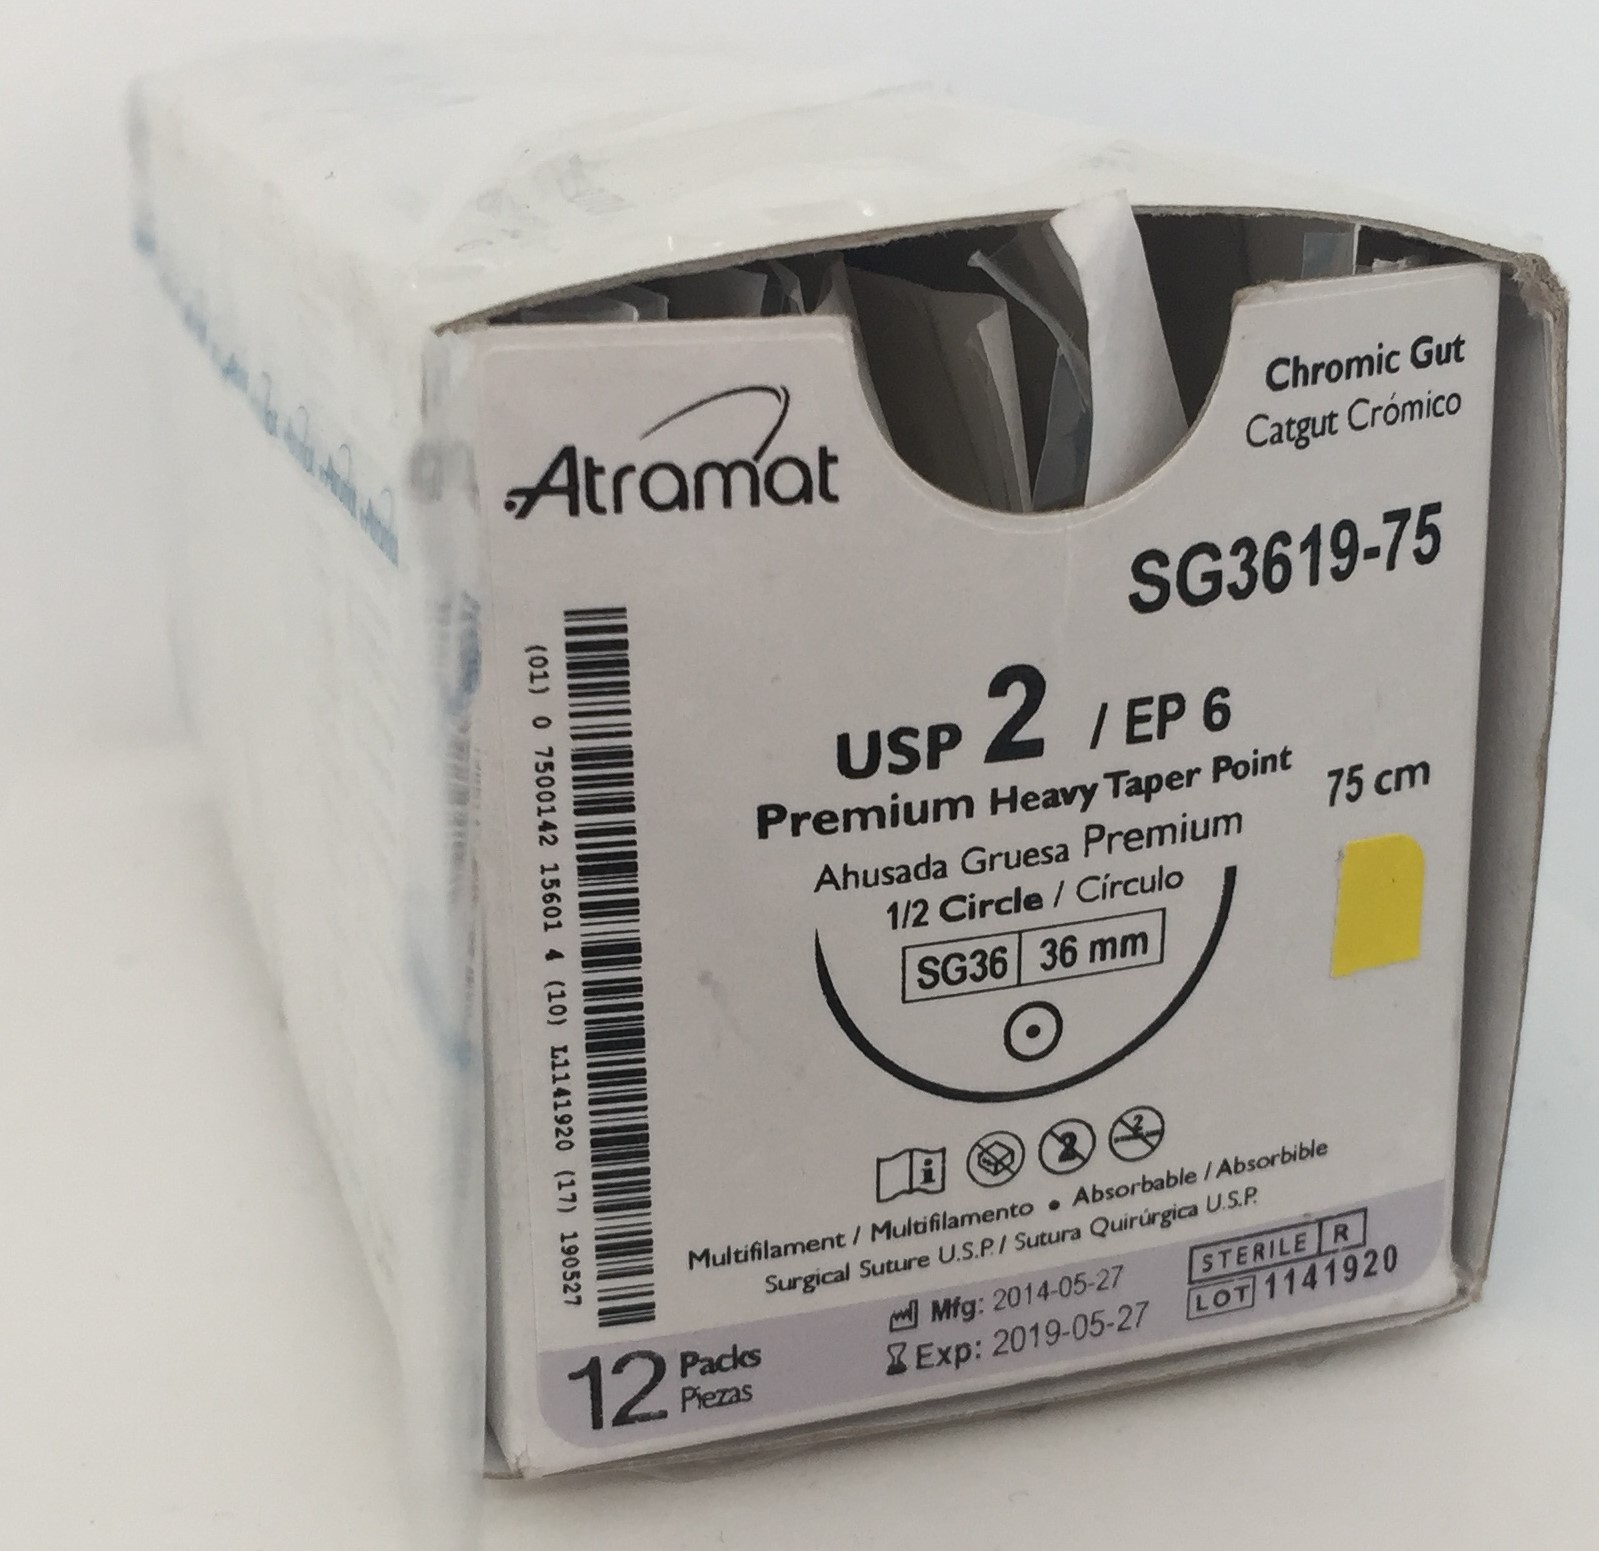 Atramat
Chromic Gut
Catgut Crómico
SG3619-75
USP 2 / EP 6
Premium Heavy Taper Point
75 cm
Ahusada Gruesa Premium
1/2 Circle / Círculo
SG36 36 mm
2
2
Multifilament / Multifilamento • Absorbable / Absorbible
Surgical Suture U.S.P. / Sutura Quirúrgica U.S.P.
STERILE R
Mfg: 2014-05-27
LOT 1141920
Exp: 2019-05-27
12 Packs
Piezas
(01) 0 7500142 15601 4 (10) L1141920 (17) 190527